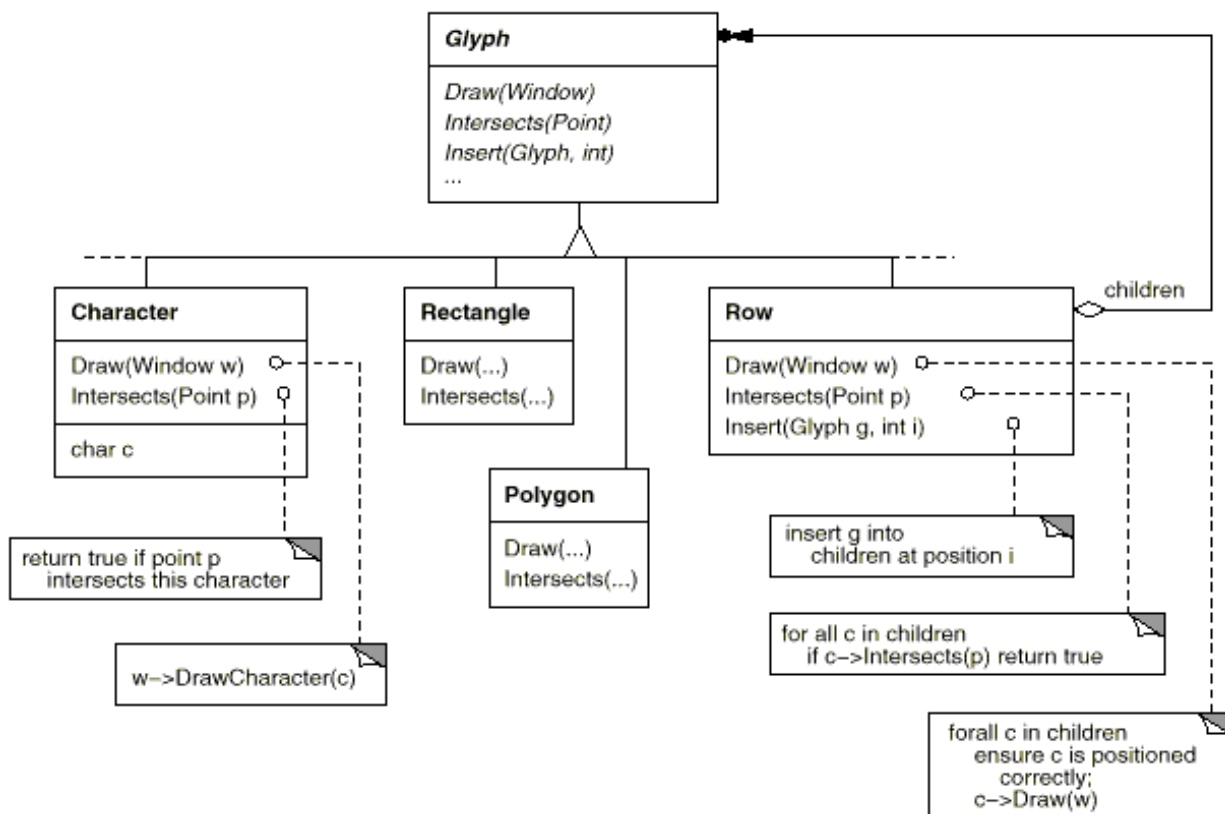 Glyph
Draw(Window)
Intersects(Point)
Insert(Glyph, int)
...
children
Character
Draw(Window w)
Intersects(Point p)
char c
Rectangle
Draw(...)
Intersects(...)
Row
Draw(Window w)
Intersects(Point p)
Insert(Glyph g, int i)
Polygon
Draw(...)
Intersects(...)
return true if point p
intersects this character
w->DrawCharacter(c)
insert g into
children at position i
for all c in children
if c->Intersects(p) return true
forall c in children
ensure c is positioned
correctly;
c->Draw(w)